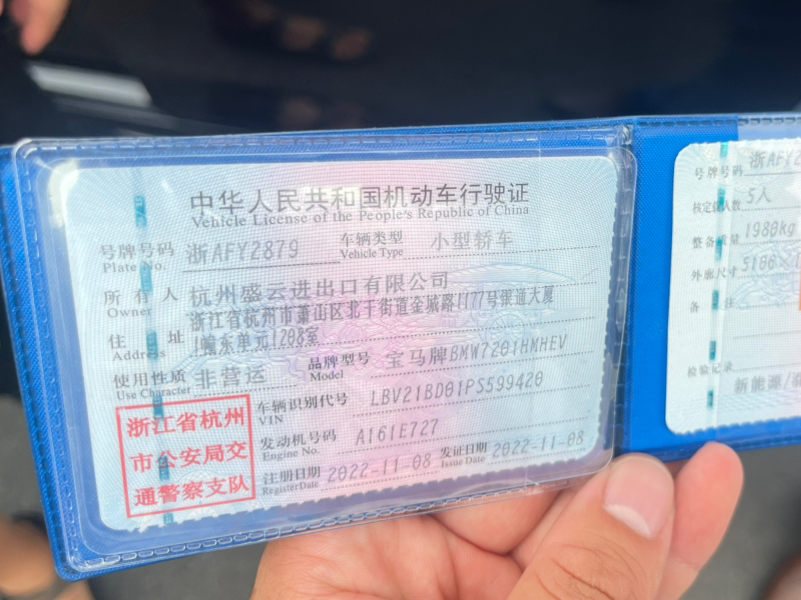 中华人民共和国机动车行驶证
Vehicle License of the People's Republic of China
号牌号码 浙AFY2879 车辆类型 小型轿车
Plate No. Vehicle Type
所有人 杭州盛云进出口有限公司
Owner
住址 浙江省杭州市萧山区北干街道金城路1177号银通大厦
Address 1幢东单元1208室
使用性质 非营运 品牌型号 宝马牌BMW7201HMHEV
Use Character Model
车辆识别代号 LBV21BD01PS599420
VIN
发动机号码 A161E727
Engine No.
注册日期 2022-11-08 发证日期 2022-11-08
Register Date Issue Date
浙江省杭州
市公安局交
通警察支队
号牌号码 浙AFY2
核定载人数 5人
整备质量 1980kg
外廓尺寸 5106
备注
检验记录
新能源/